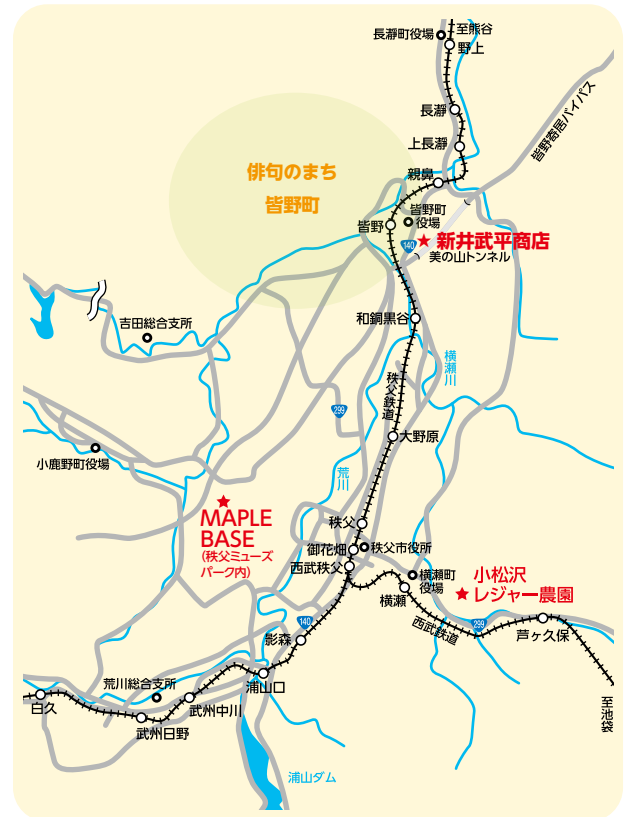 長瀞町役場
至熊谷
野上
長瀞
上長瀞
皆野寄居バイパス
親鼻
俳句のまち
皆野町
皆野町
役場
皆野
140
新井武平商店
美の山トンネル
和銅黒谷
吉田総合支所
横瀬川
秩父鉄道
299
大野原
小鹿野町役場
荒川
MAPLE
BASE
(秩父ミューズ
パーク内)
秩父
御花畑
秩父市役所
西武秩父
横瀬町
役場
横瀬
小松沢
レジャー農園
西武鉄道
299
芦ヶ久保
140
影森
荒川総合支所
浦山口
白久
武州中川
武州日野
至池袋
浦山ダム